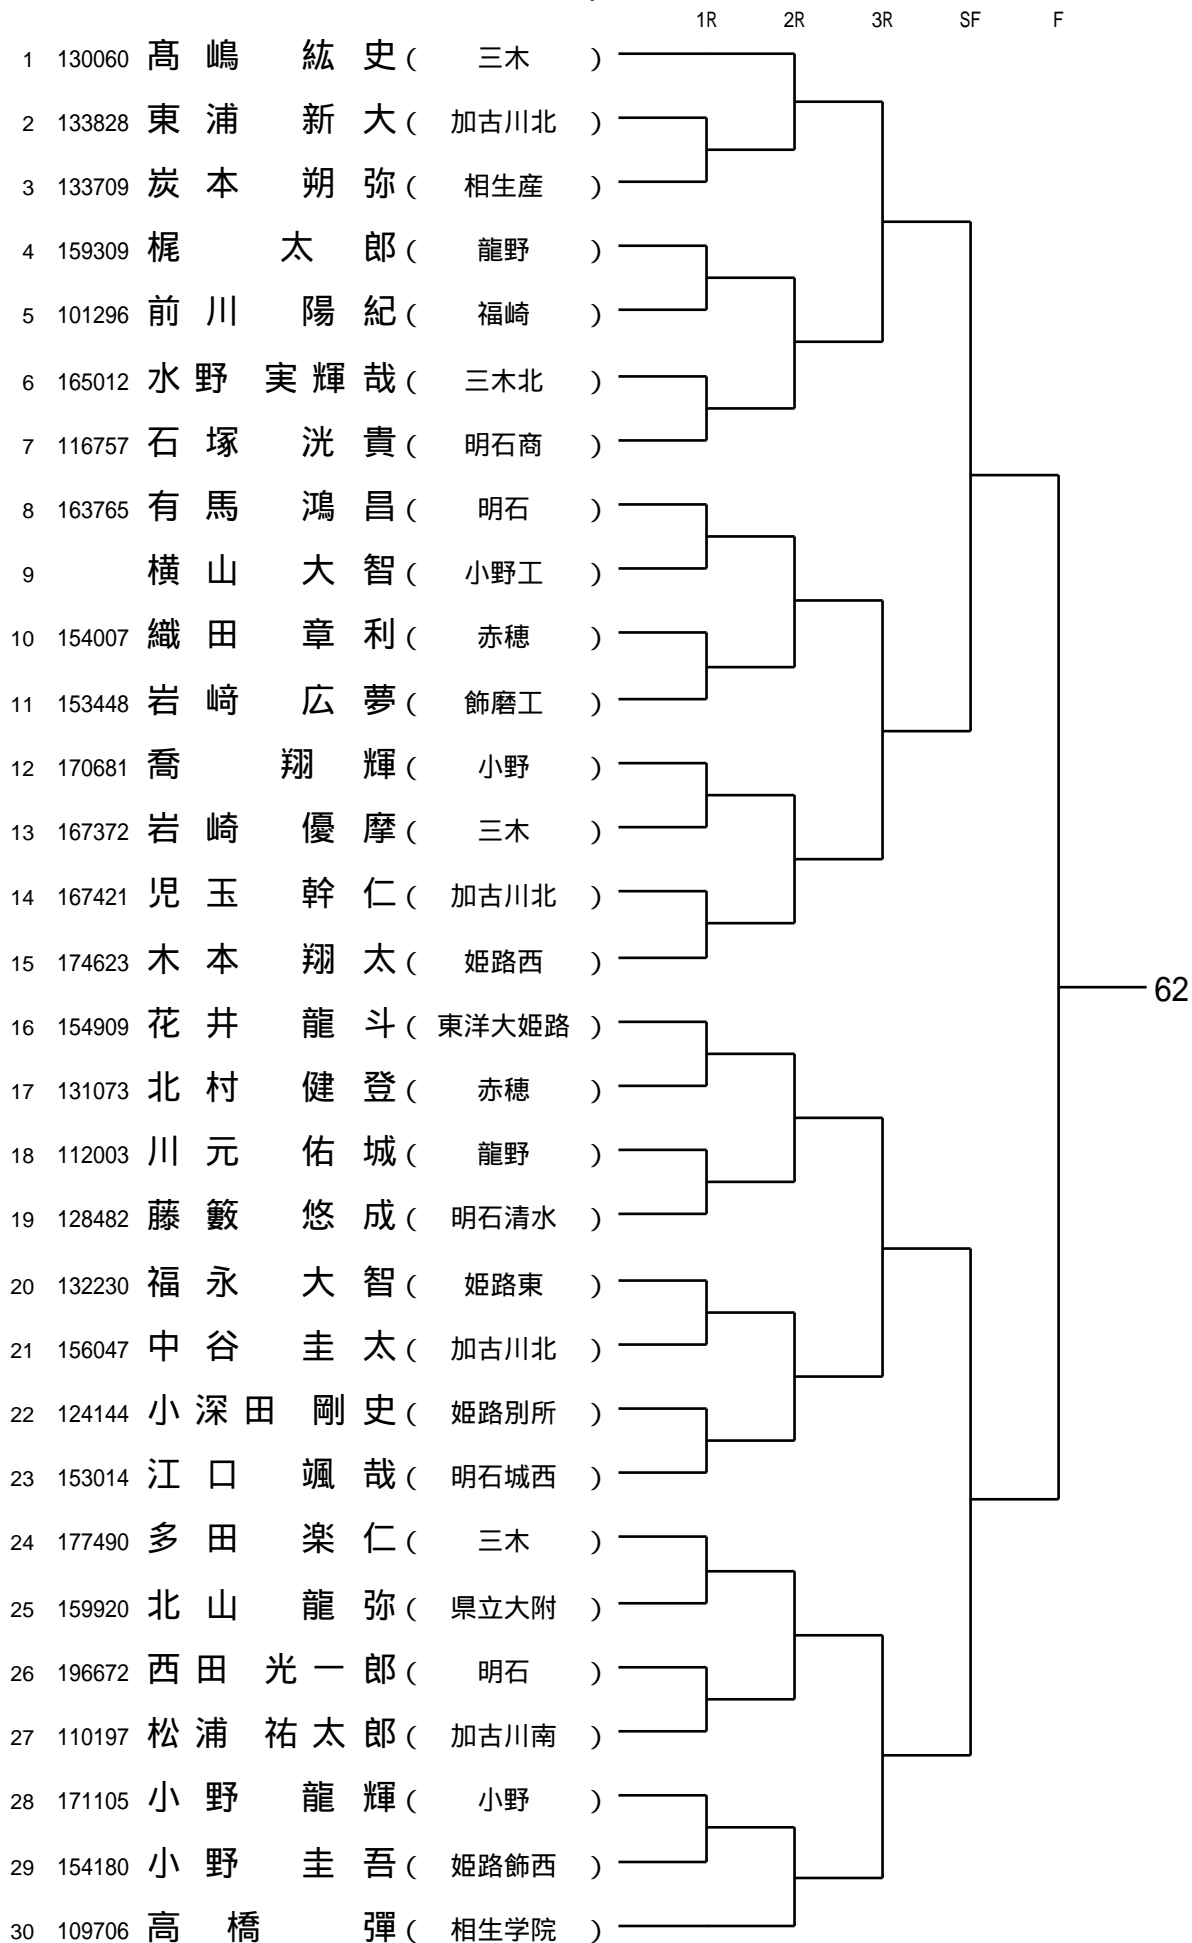 1R 2R 3R SF F
1 130060 髙嶋 紘史 ( 三木 )
2 133828 東浦 新大 ( 加古川北 )
3 133709 炭本 朔弥 ( 相生産 )
4 159309 梶 太郎 ( 龍野 )
5 101296 前川 陽紀 ( 福崎 )
6 165012 水野 実輝哉 ( 三木北 )
7 116757 石塚 洸貴 ( 明石商 )
8 163765 有馬 鴻昌 ( 明石 )
9 横山 大智 ( 小野工 )
10 154007 織田 章利 ( 赤穂 )
11 153448 岩﨑 広夢 ( 飾磨工 )
12 170681 喬 翔輝 ( 小野 )
13 167372 岩崎 優摩 ( 三木 )
14 167421 児玉 幹仁 ( 加古川北 )
15 174623 木本 翔太 ( 姫路西 )
62
16 154909 花井 龍斗 ( 東洋大姫路 )
17 131073 北村 健登 ( 赤穂 )
18 112003 川元 佑城 ( 龍野 )
19 128482 藤籔 悠成 ( 明石清水 )
20 132230 福永 大智 ( 姫路東 )
21 156047 中谷 圭太 ( 加古川北 )
22 124144 小深田 剛史 ( 姫路別所 )
23 153014 江口 颯哉 ( 明石城西 )
24 177490 多田 楽仁 ( 三木 )
25 159920 北山 龍弥 ( 県立大附 )
26 196672 西田 光一郎 ( 明石 )
27 110197 松浦 祐太郎 ( 加古川南 )
28 171105 小野 龍輝 ( 小野 )
29 154180 小野 圭吾 ( 姫路飾西 )
30 109706 高橋 彈 ( 相生学院 )